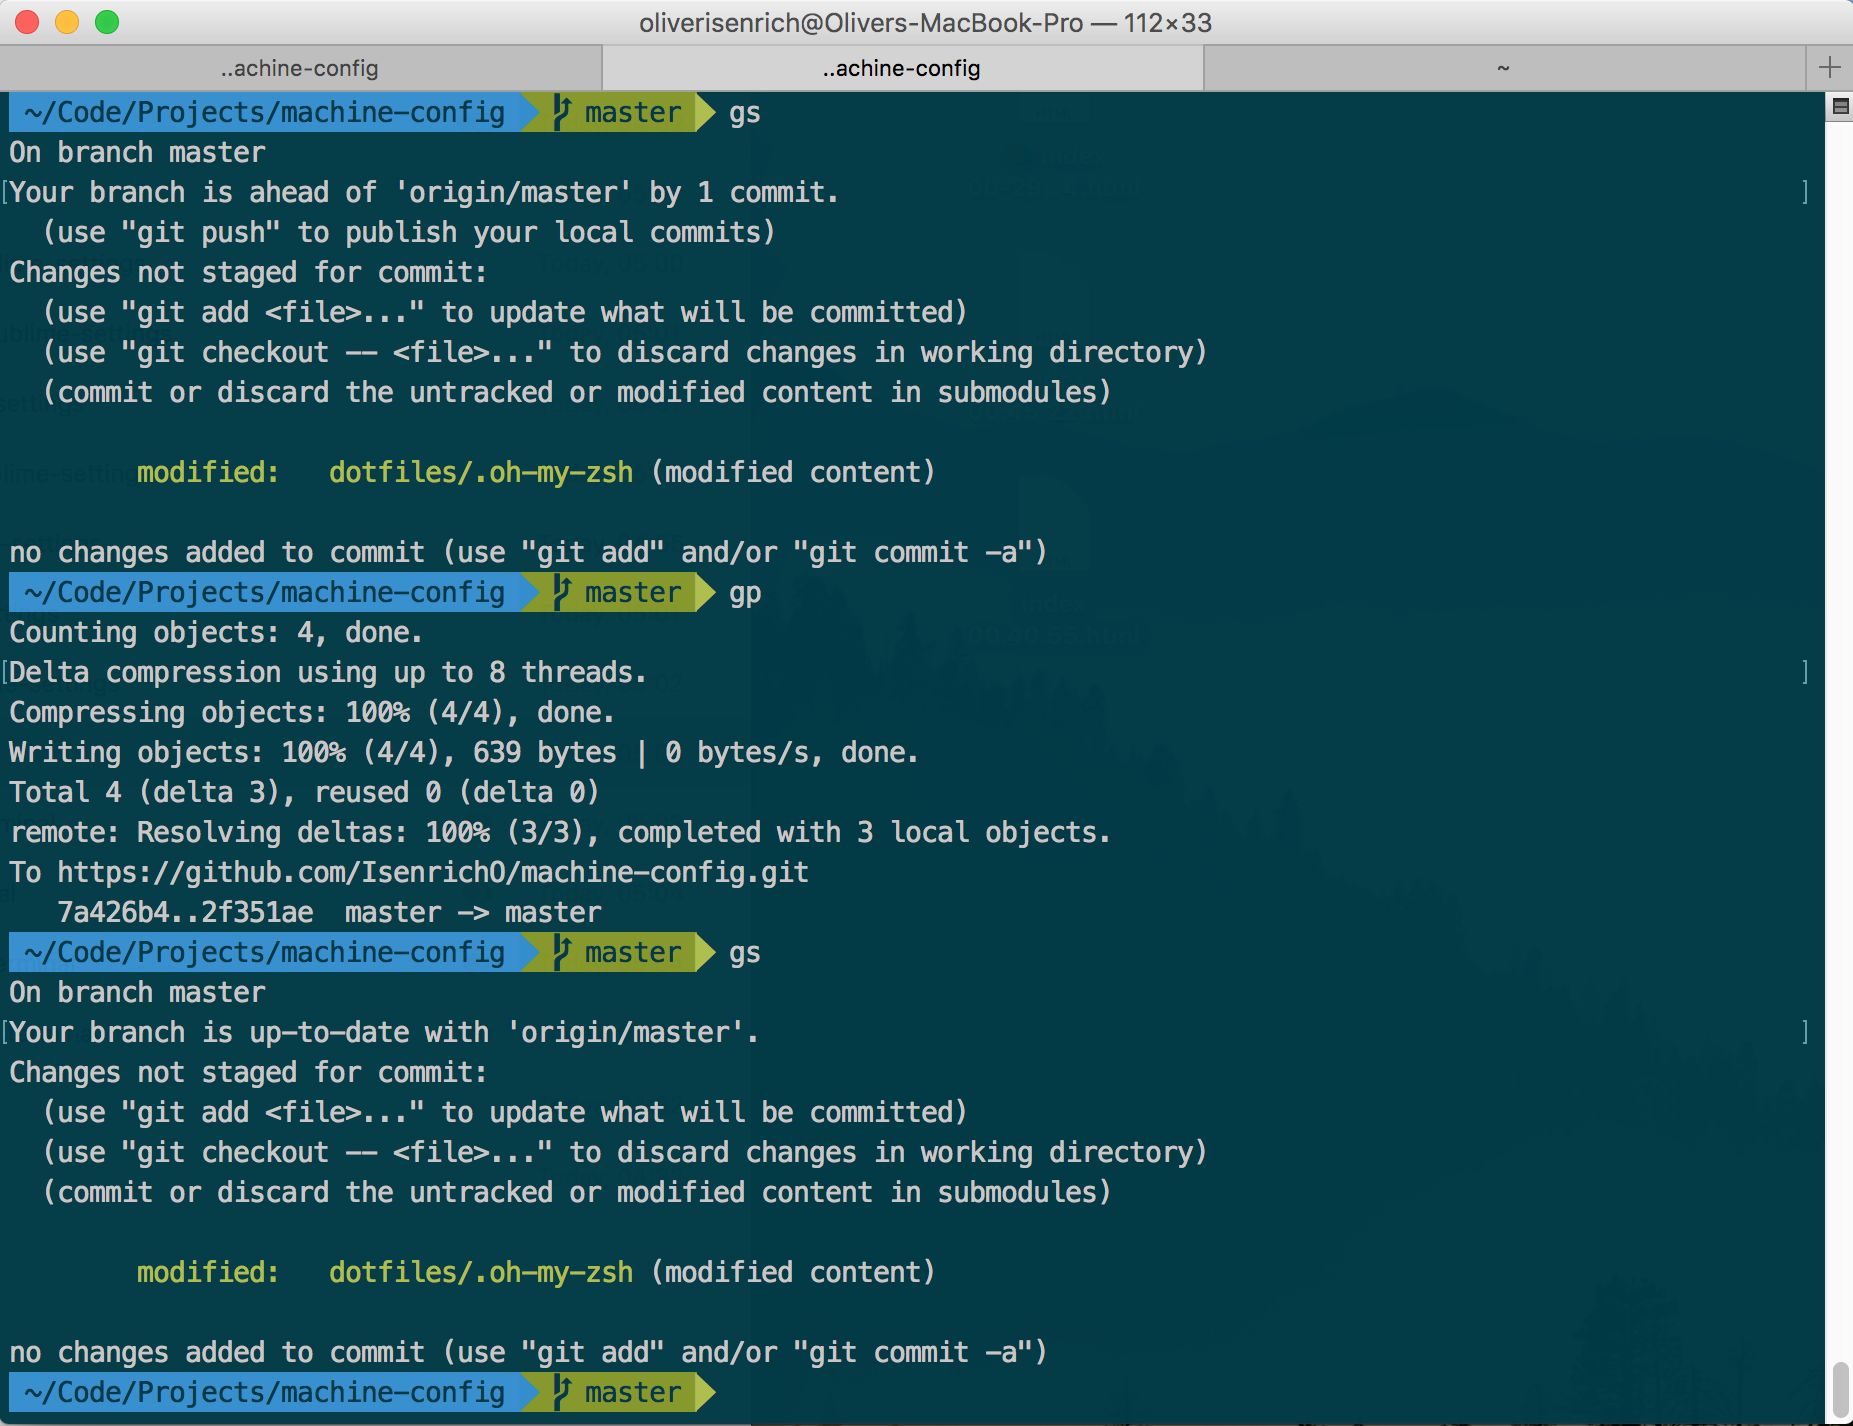 oliverisenrich@Olivers-MacBook-Pro — 112×33
..achine-config ..achine-config ~
~/Code/Projects/machine-config master gs
On branch master
[Your branch is ahead of 'origin/master' by 1 commit. ]
  (use "git push" to publish your local commits)
Changes not staged for commit:
  (use "git add <file>..." to update what will be committed)
  (use "git checkout -- <file>..." to discard changes in working directory)
  (commit or discard the untracked or modified content in submodules)
        modified:   dotfiles/.oh-my-zsh (modified content)
no changes added to commit (use "git add" and/or "git commit -a")
~/Code/Projects/machine-config master gp
Counting objects: 4, done.
[Delta compression using up to 8 threads. ]
Compressing objects: 100% (4/4), done.
Writing objects: 100% (4/4), 639 bytes | 0 bytes/s, done.
Total 4 (delta 3), reused 0 (delta 0)
remote: Resolving deltas: 100% (3/3), completed with 3 local objects.
To https://github.com/IsenrichO/machine-config.git
   7a426b4..2f351ae  master -> master
~/Code/Projects/machine-config master gs
On branch master
[Your branch is up-to-date with 'origin/master'. ]
Changes not staged for commit:
  (use "git add <file>..." to update what will be committed)
  (use "git checkout -- <file>..." to discard changes in working directory)
  (commit or discard the untracked or modified content in submodules)
        modified:   dotfiles/.oh-my-zsh (modified content)
no changes added to commit (use "git add" and/or "git commit -a")
~/Code/Projects/machine-config master